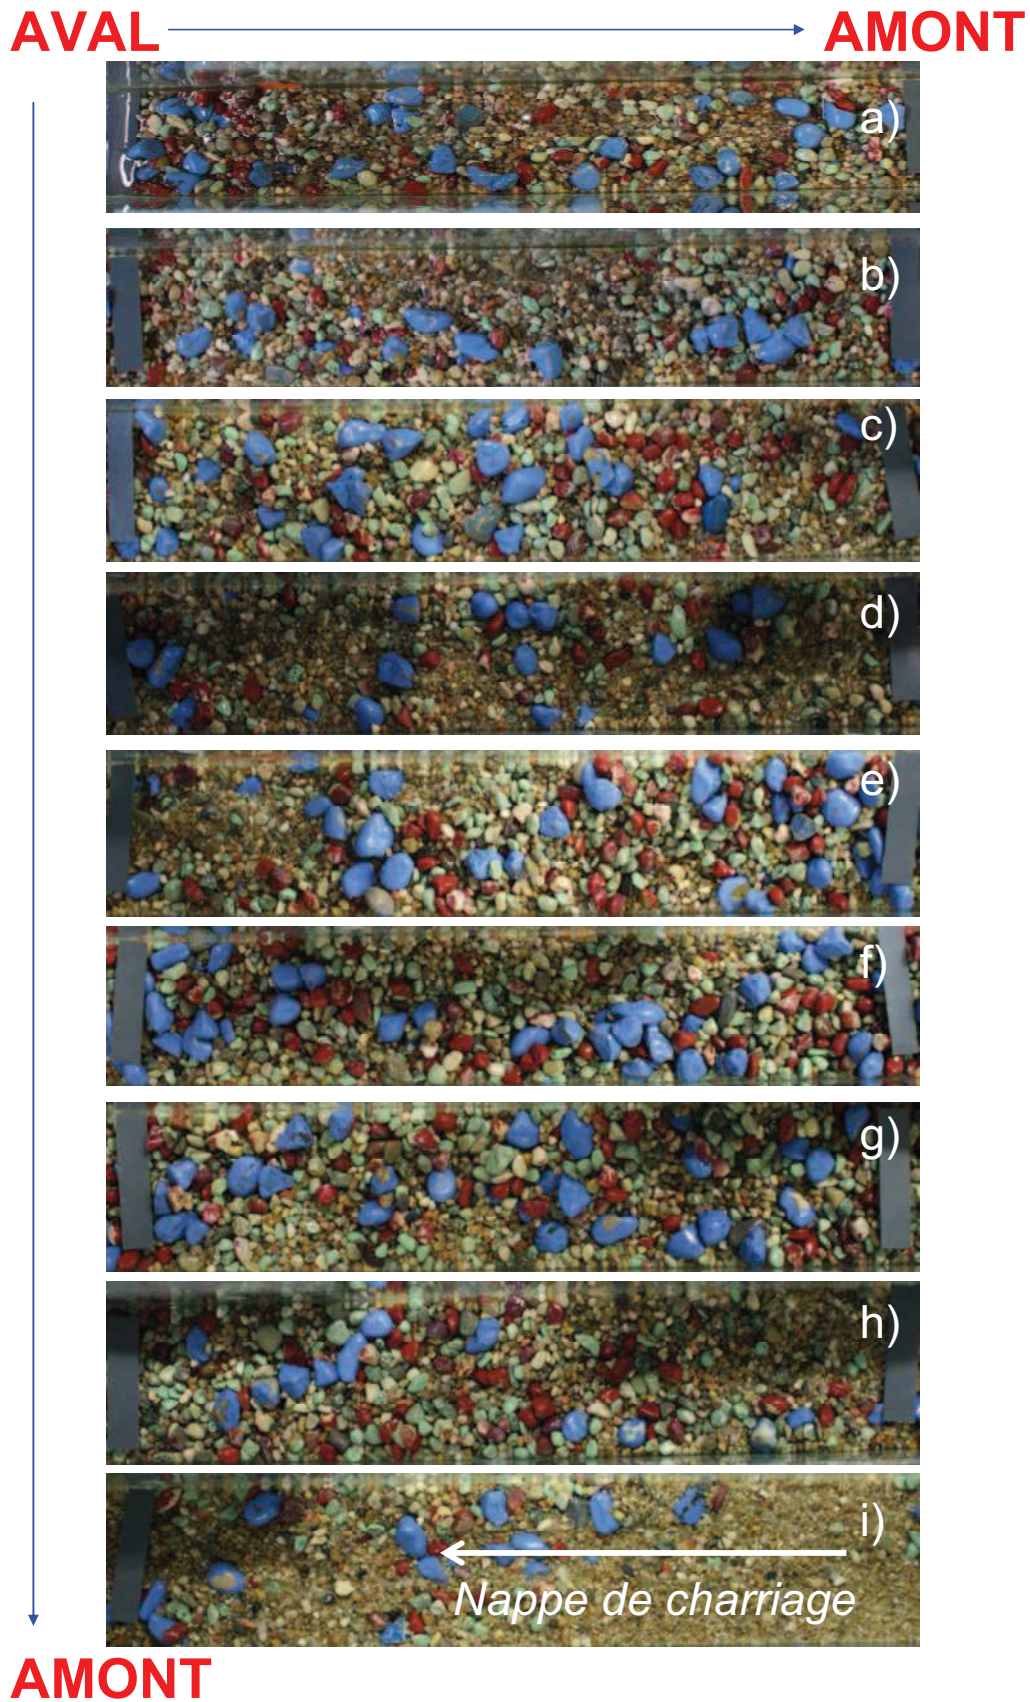 AVAL AMONT
a)
b)
c)
d)
e)
f)
g)
h)
i)
Nappe de charriage
AMONT